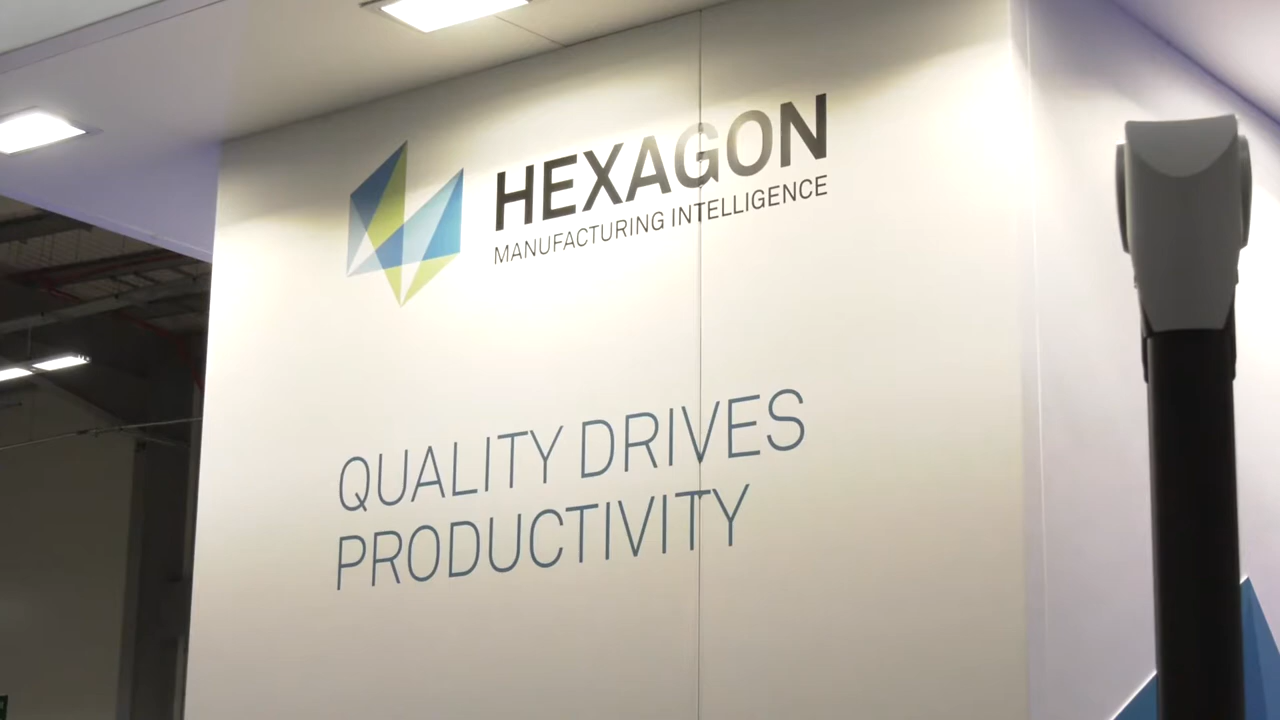 HEXAGON
MANUFACTURING INTELLIGENCE
QUALITY DRIVES
PRODUCTIVITY